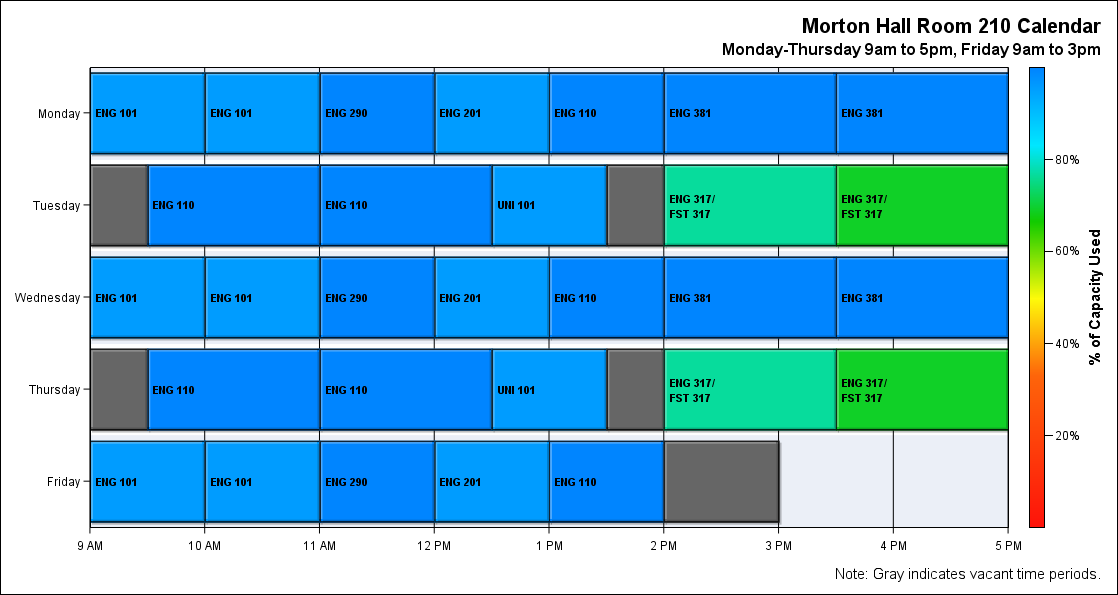 Morton Hall Room 210 Calendar
Monday-Thursday 9am to 5pm, Friday 9am to 3pm
Monday
ENG 101
ENG 101
ENG 290
ENG 201
ENG 110
ENG 381
ENG 381
Tuesday
ENG 110
ENG 110
UNI 101
ENG 317/
FST 317
ENG 317/
FST 317
Wednesday
ENG 101
ENG 101
ENG 290
ENG 201
ENG 110
ENG 381
ENG 381
Thursday
ENG 110
ENG 110
UNI 101
ENG 317/
FST 317
ENG 317/
FST 317
Friday
ENG 101
ENG 101
ENG 290
ENG 201
ENG 110
9 AM
10 AM
11 AM
12 PM
1 PM
2 PM
3 PM
4 PM
5 PM
80%
60%
40%
20%
% of Capacity Used
Note: Gray indicates vacant time periods.